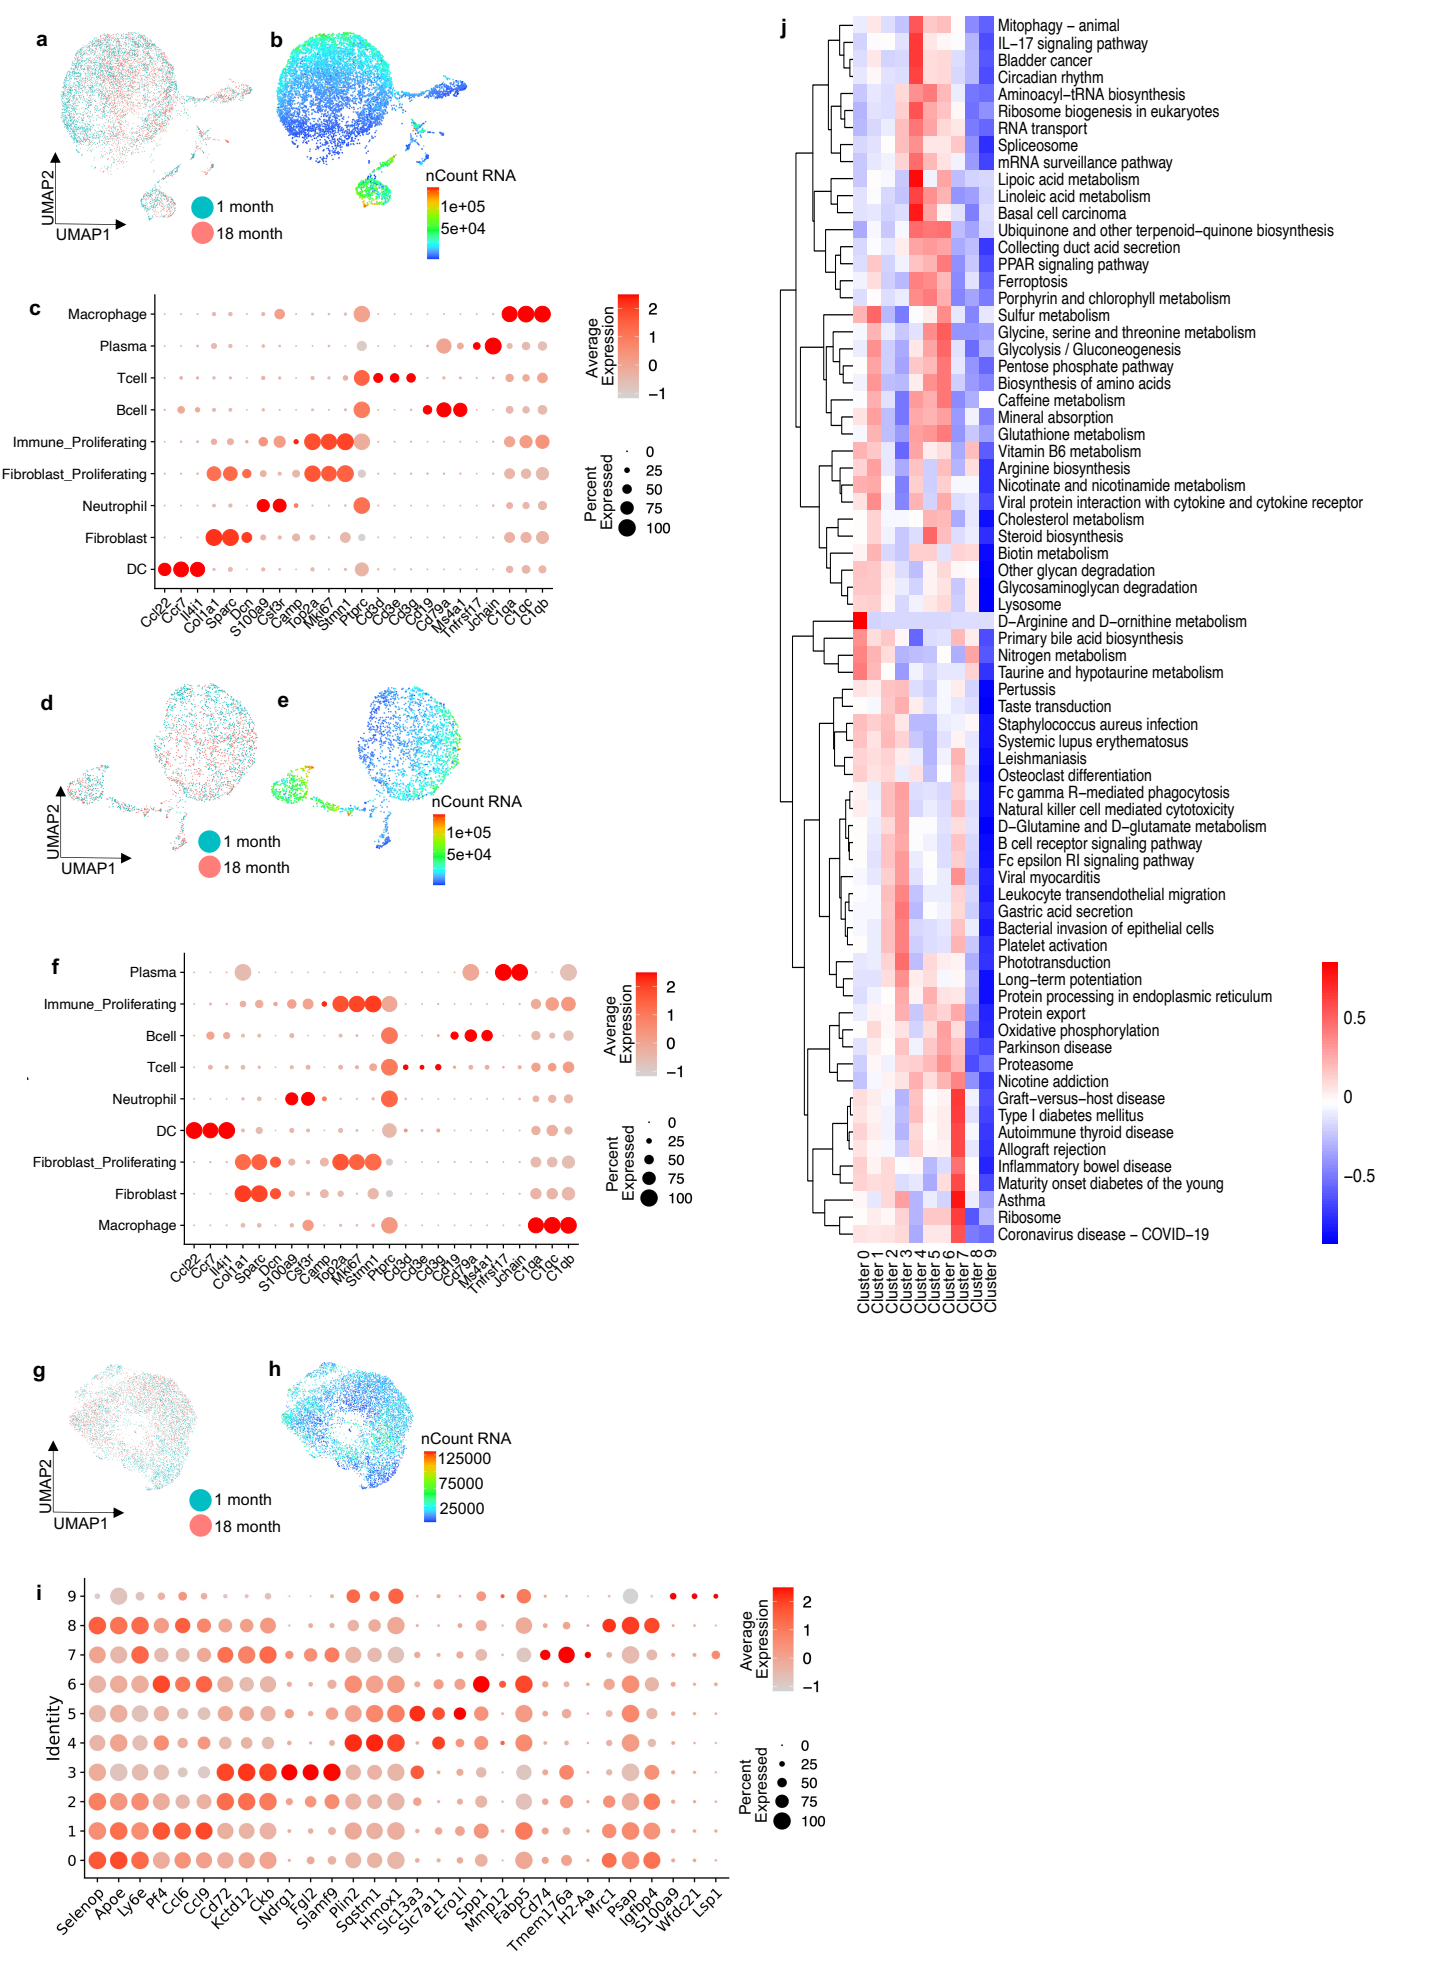 a
b
UMAP2
UMAP1
1 month
18 month
nCount RNA
1e+05
5e+04
c
Macrophage
Plasma
Tcell
Bcell
Immune_Proliferating
Fibroblast_Proliferating
Neutrophil
Fibroblast
DC
Ccl22
Ccr7
Il4i1
Col1a1
Sparc
Dcn
S100a9
Csf3r
Camp
Top2a
Mki67
Stmn1
Ptprc
Cd3d
Cd3e
Cd3g
Cd19
Cd79a
Ms4a1
Tnfrsf17
Jchain
C1qa
C1qc
C1qb
Average
Expression
2
1
0
−1
Percent
Expressed
0
25
50
75
100
d
e
UMAP2
UMAP1
1 month
18 month
nCount RNA
1e+05
5e+04
f
Plasma
Immune_Proliferating
Bcell
Tcell
Neutrophil
DC
Fibroblast_Proliferating
Fibroblast
Macrophage
Ccl22
Ccr7
Il4i1
Col1a1
Sparc
Dcn
S100a9
Csf3r
Camp
Top2a
Mki67
Stmn1
Ptprc
Cd3d
Cd3e
Cd3g
Cd19
Cd79a
Ms4a1
Tnfrsf17
Jchain
C1qa
C1qc
C1qb
Average
Expression
2
1
0
−1
Percent
Expressed
0
25
50
75
100
g
h
UMAP2
UMAP1
1 month
18 month
nCount RNA
125000
75000
25000
i
Identity
9
8
7
6
5
4
3
2
1
0
Selenop
Apoe
Ly6e
Pf4
Ccl6
Ccl9
Cd72
Kctd12
Ckb
Ndrg1
Fgl2
Slamf9
Plin2
Sqstm1
Hmox1
Slc13a3
Slc7a11
Ero1l
Spp1
Mmp12
Fabp5
Cd74
Tmem176a
H2-Aa
Mrc1
Psap
Igfbp4
S100a9
Wfdc21
Lsp1
Average
Expression
2
1
0
−1
Percent
Expressed
0
25
50
75
100
j
Mitophagy − animal
IL−17 signaling pathway
Bladder cancer
Circadian rhythm
Aminoacyl−tRNA biosynthesis
Ribosome biogenesis in eukaryotes
RNA transport
Spliceosome
mRNA surveillance pathway
Lipoic acid metabolism
Linoleic acid metabolism
Basal cell carcinoma
Ubiquinone and other terpenoid−quinone biosynthesis
Collecting duct acid secretion
PPAR signaling pathway
Ferroptosis
Porphyrin and chlorophyll metabolism
Sulfur metabolism
Glycine, serine and threonine metabolism
Glycolysis / Gluconeogenesis
Pentose phosphate pathway
Biosynthesis of amino acids
Caffeine metabolism
Mineral absorption
Glutathione metabolism
Vitamin B6 metabolism
Arginine biosynthesis
Nicotinate and nicotinamide metabolism
Viral protein interaction with cytokine and cytokine receptor
Cholesterol metabolism
Steroid biosynthesis
Biotin metabolism
Other glycan degradation
Glycosaminoglycan degradation
Lysosome
D−Arginine and D−ornithine metabolism
Primary bile acid biosynthesis
Nitrogen metabolism
Taurine and hypotaurine metabolism
Pertussis
Taste transduction
Staphylococcus aureus infection
Systemic lupus erythematosus
Leishmaniasis
Osteoclast differentiation
Fc gamma R−mediated phagocytosis
Natural killer cell mediated cytotoxicity
D−Glutamine and D−glutamate metabolism
B cell receptor signaling pathway
Fc epsilon RI signaling pathway
Viral myocarditis
Leukocyte transendothelial migration
Gastric acid secretion
Bacterial invasion of epithelial cells
Platelet activation
Phototransduction
Long−term potentiation
Protein processing in endoplasmic reticulum
Protein export
Oxidative phosphorylation
Parkinson disease
Proteasome
Nicotine addiction
Graft−versus−host disease
Type I diabetes mellitus
Autoimmune thyroid disease
Allograft rejection
Inflammatory bowel disease
Maturity onset diabetes of the young
Asthma
Ribosome
Coronavirus disease − COVID−19
Cluster 0
Cluster 1
Cluster 2
Cluster 3
Cluster 4
Cluster 5
Cluster 6
Cluster 7
Cluster 8
Cluster 9
0.5
0
−0.5